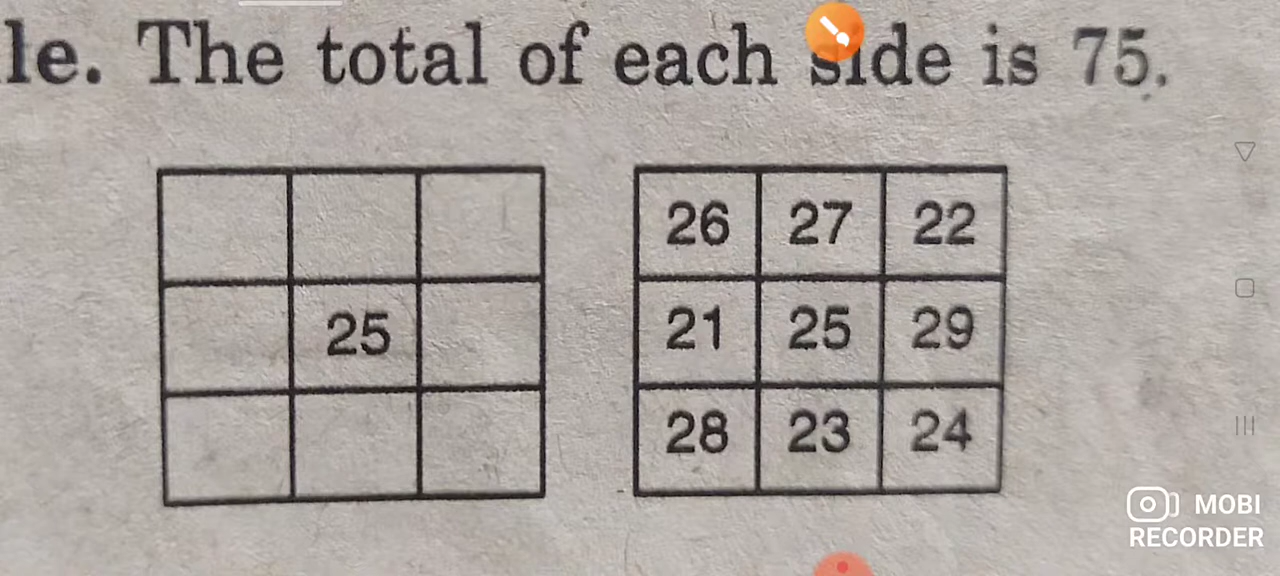 le. The total of each side is 75.
25
26 27 22
21 25 29
28 23 24
MOBI
RECORDER